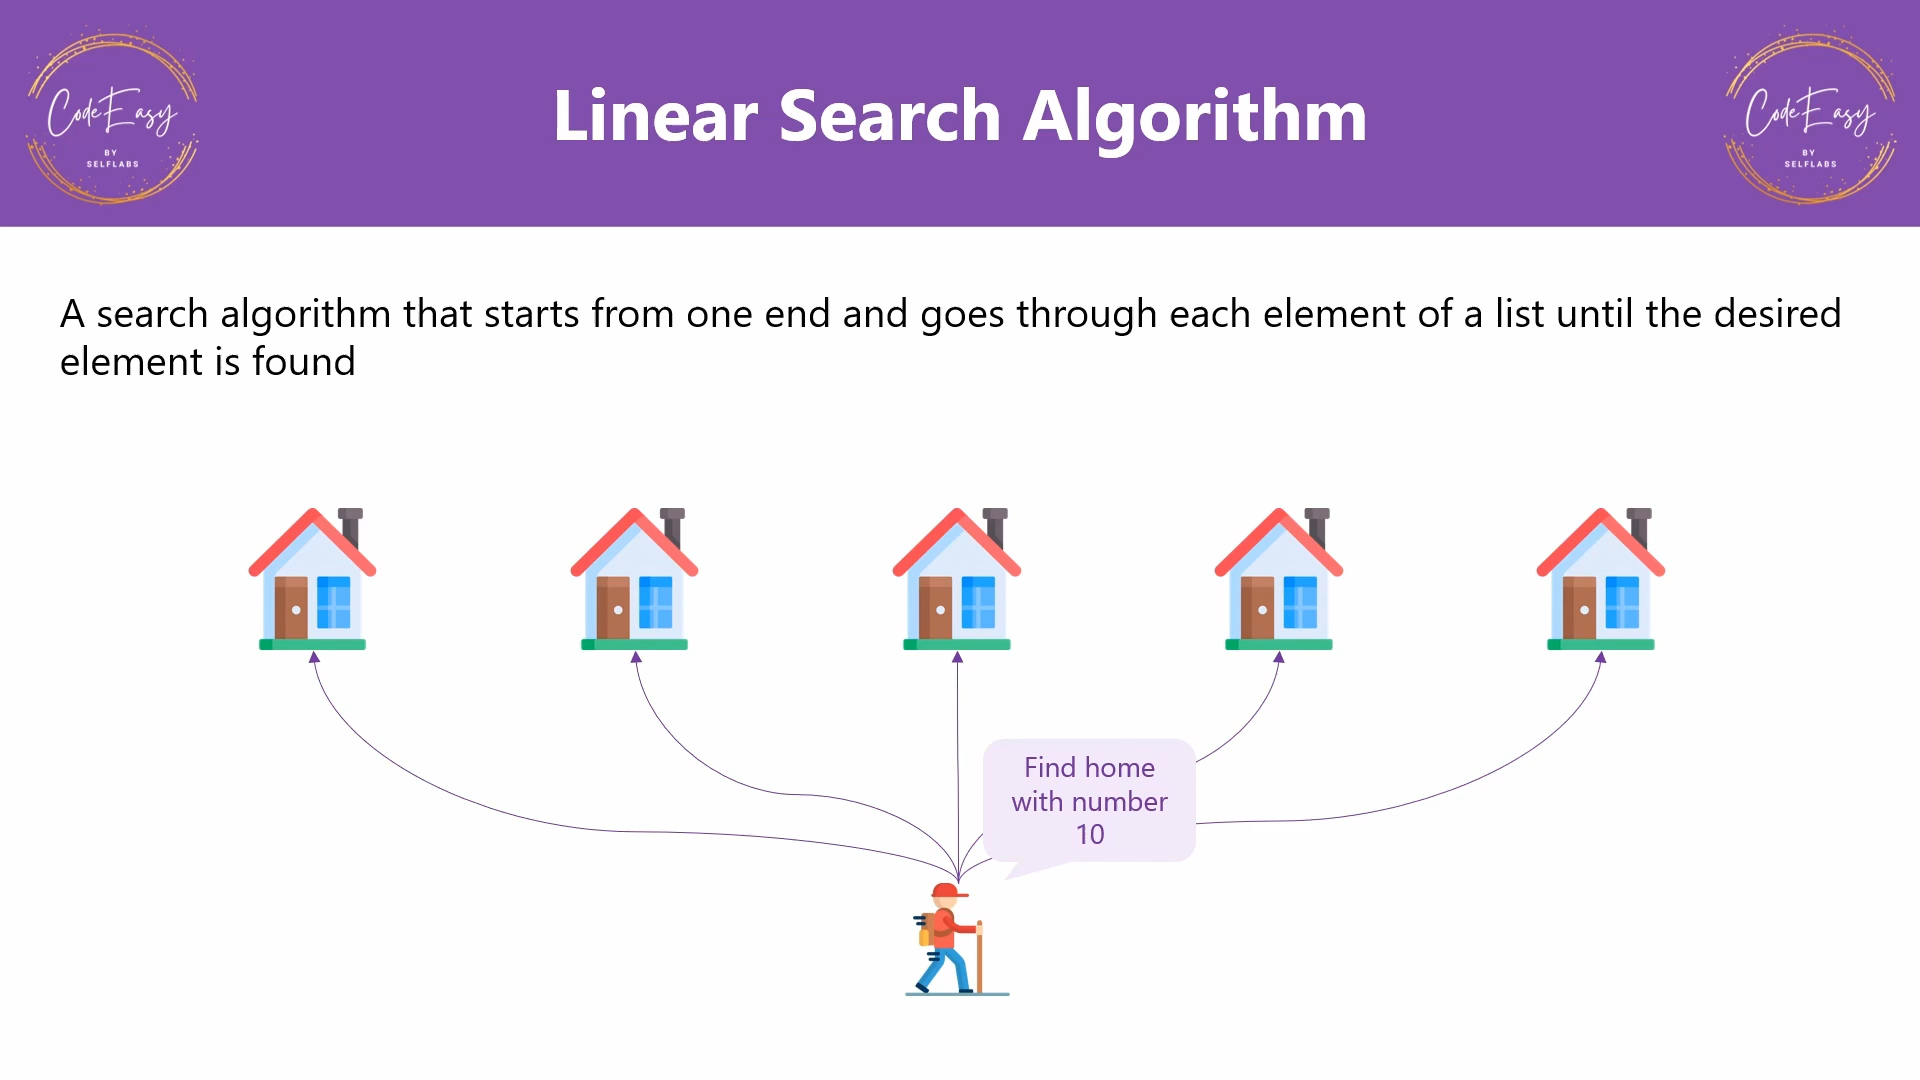 CodeEasy
BY
SELFLABS
Linear Search Algorithm
CodeEasy
BY
SELFLABS
A search algorithm that starts from one end and goes through each element of a list until the desired
element is found
Find home
with number
10